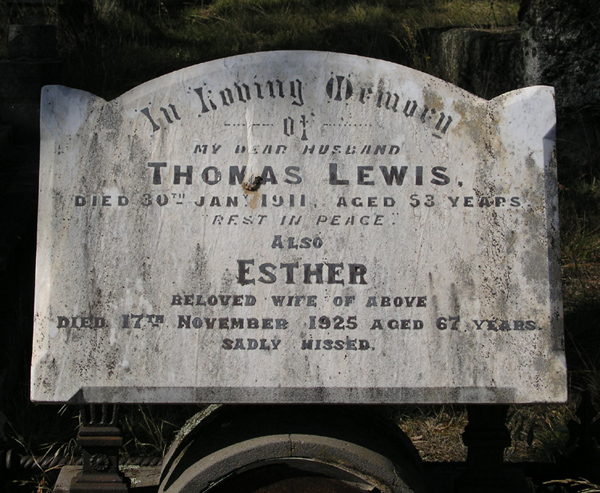 In Loving Memory
of
MY DEAR HUSBAND
THOMAS LEWIS.
DIED 30TH JANY 1911, AGED 53 YEARS
"REST IN PEACE."
ALSO
ESTHER
BELOVED WIFE OF ABOVE
DIED 17TH NOVEMBER 1925 AGED 67 YEARS.
SADLY MISSED.